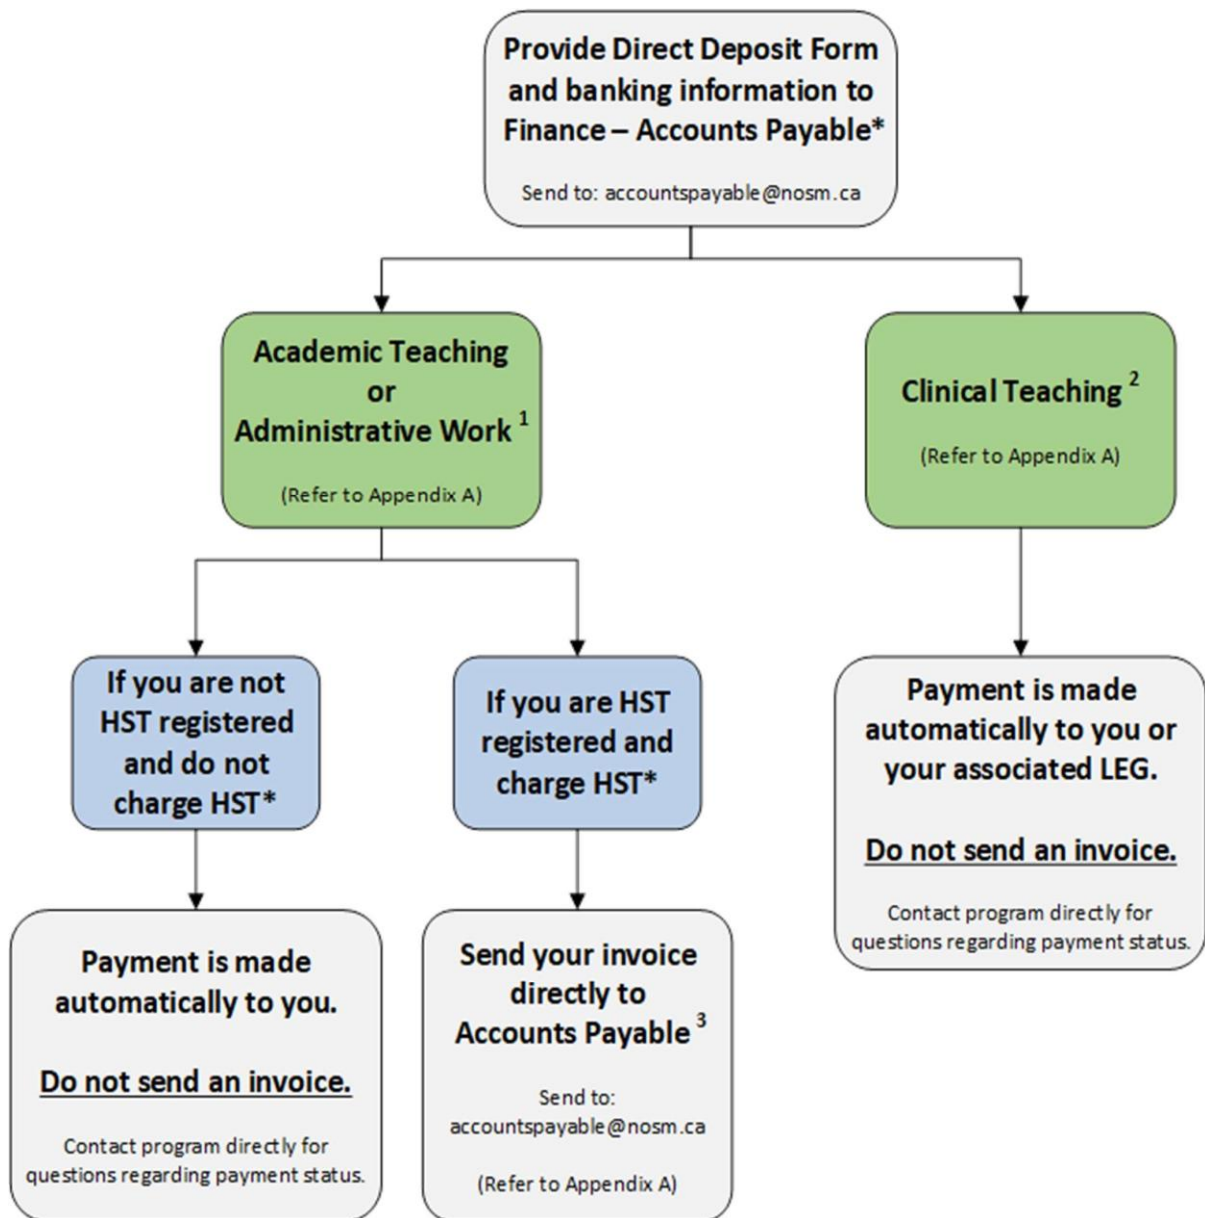 Provide Direct Deposit Form
and banking information to
Finance – Accounts Payable*
Send to: accountspayable@nosm.ca
Academic Teaching
or
Administrative Work 1
(Refer to Appendix A)
Clinical Teaching 2
(Refer to Appendix A)
If you are not
HST registered
and do not
charge HST*
If you are HST
registered and
charge HST*
Payment is made
automatically to you or
your associated LEG.
Do not send an invoice.
Contact program directly for
questions regarding payment status.
Payment is made
automatically to you.
Do not send an invoice.
Contact program directly for
questions regarding payment status.
Send your invoice
directly to
Accounts Payable 3
Send to:
accountspayable@nosm.ca
(Refer to Appendix A)